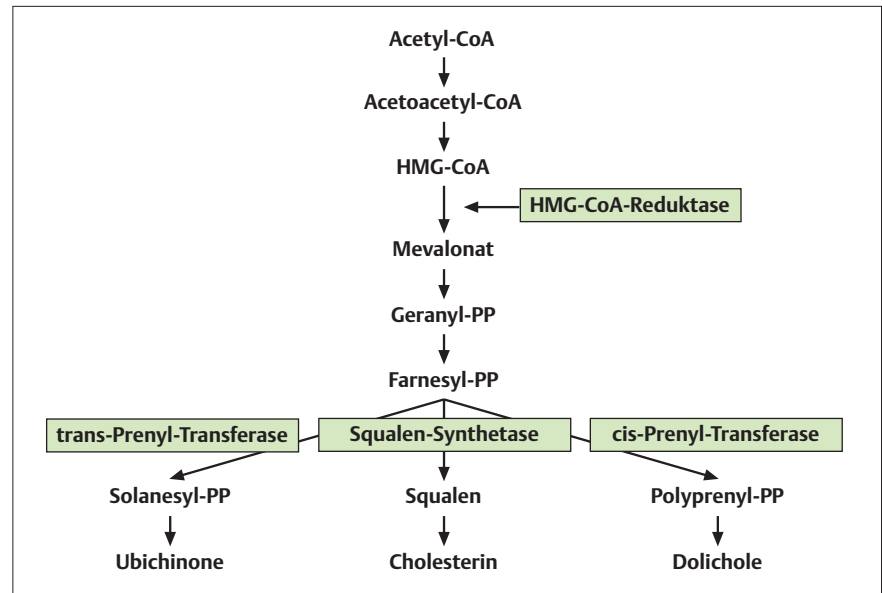 Acetyl-CoA
Acetoacetyl-CoA
HMG-CoA
HMG-CoA-Reduktase
Mevalonat
Geranyl-PP
Farnesyl-PP
trans-Prenyl-Transferase Squalen-Synthetase cis-Prenyl-Transferase
Solanesyl-PP Squalen Polyprenyl-PP
Ubichinone Cholesterin Dolichole